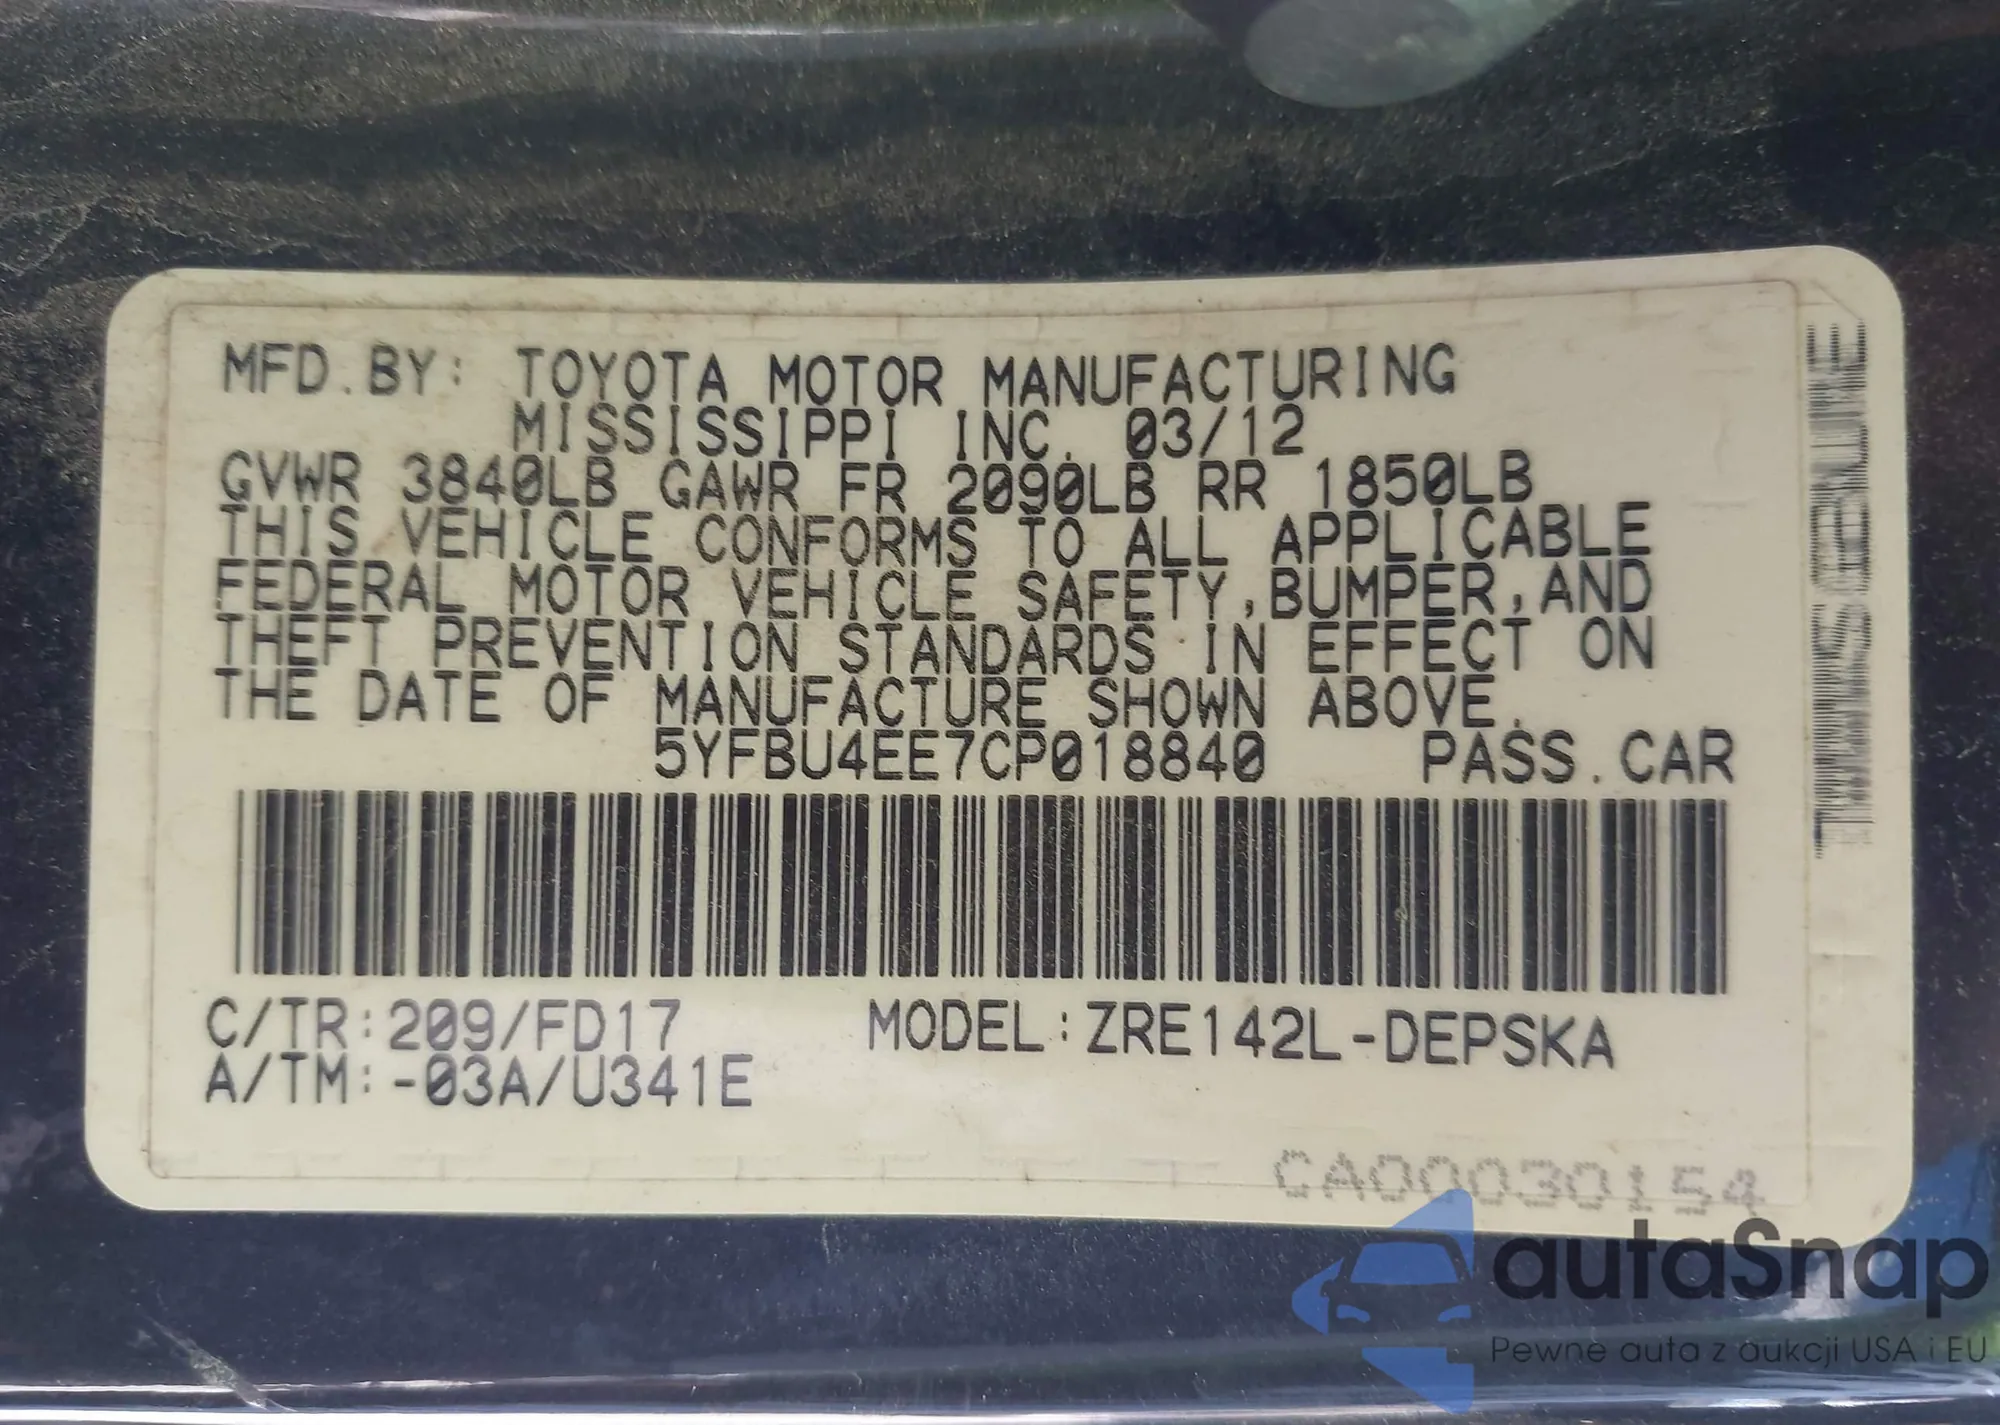 MFD.BY: TOYOTA MOTOR MANUFACTURING
MISSISSIPPI INC. 03/12
GVWR 3840LB GAWR FR 2090LB RR 1850LB
THIS VEHICLE CONFORMS TO ALL APPLICABLE
FEDERAL MOTOR VEHICLE SAFETY,BUMPER,AND
THEFT PREVENTION STANDARDS IN EFFECT ON
THE DATE OF MANUFACTURE SHOWN ABOVE.
5YFBU4EE7CP018840 PASS.CAR
C/TR:209/FD17 MODEL:ZRE142L-DEPSKA
A/TM:-03A/U341E
autaSnap
Pewne auta z aukcji USA i EU